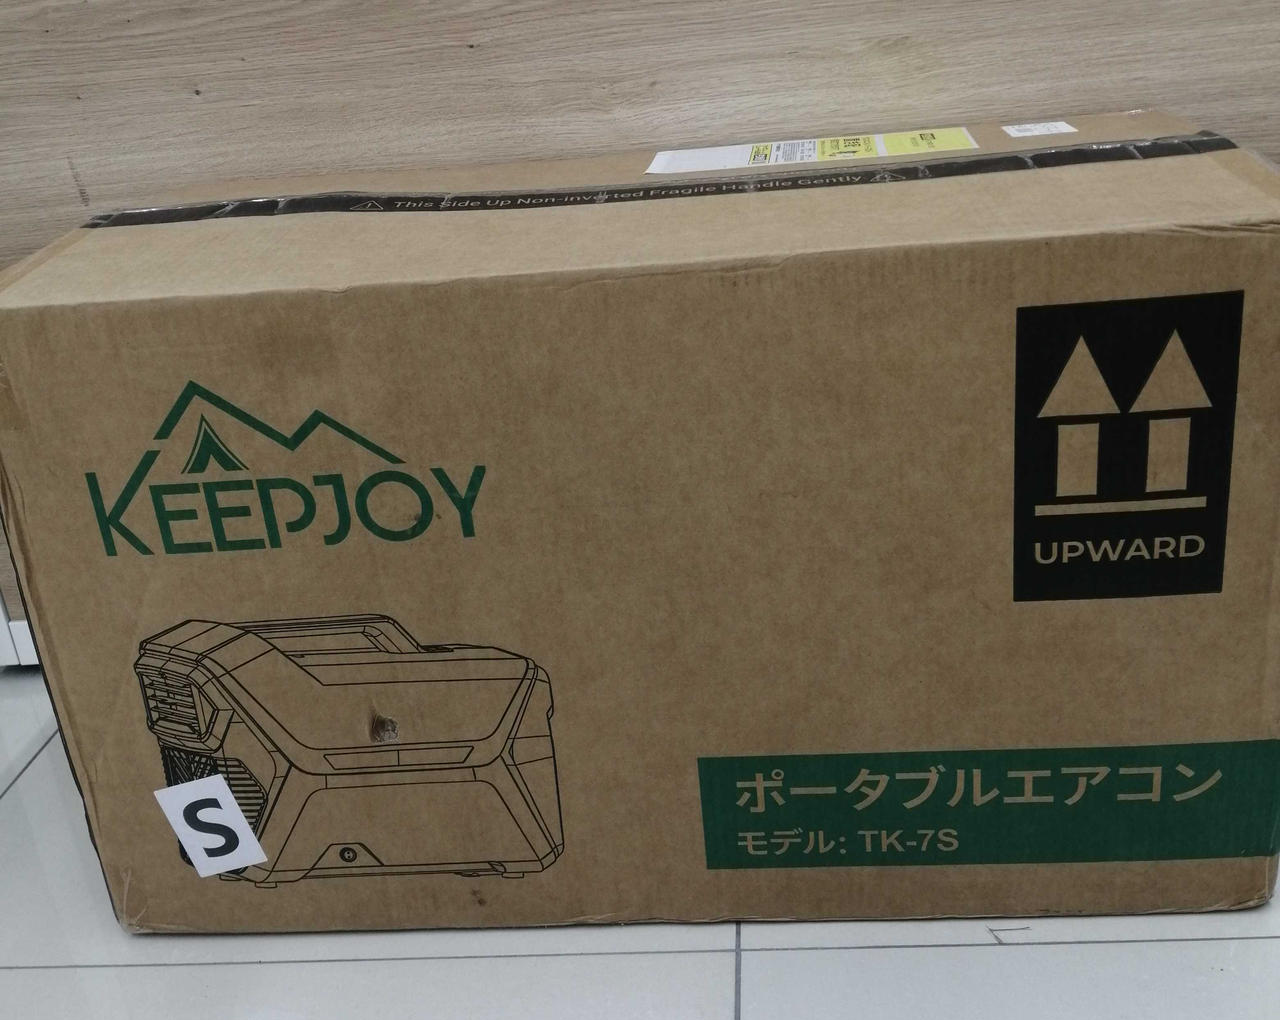 This Side Up Non-inverted Fragile Handle Gently
KEEPJOY
UPWARD
S
ポータブルエアコン
モデル: TK-7S